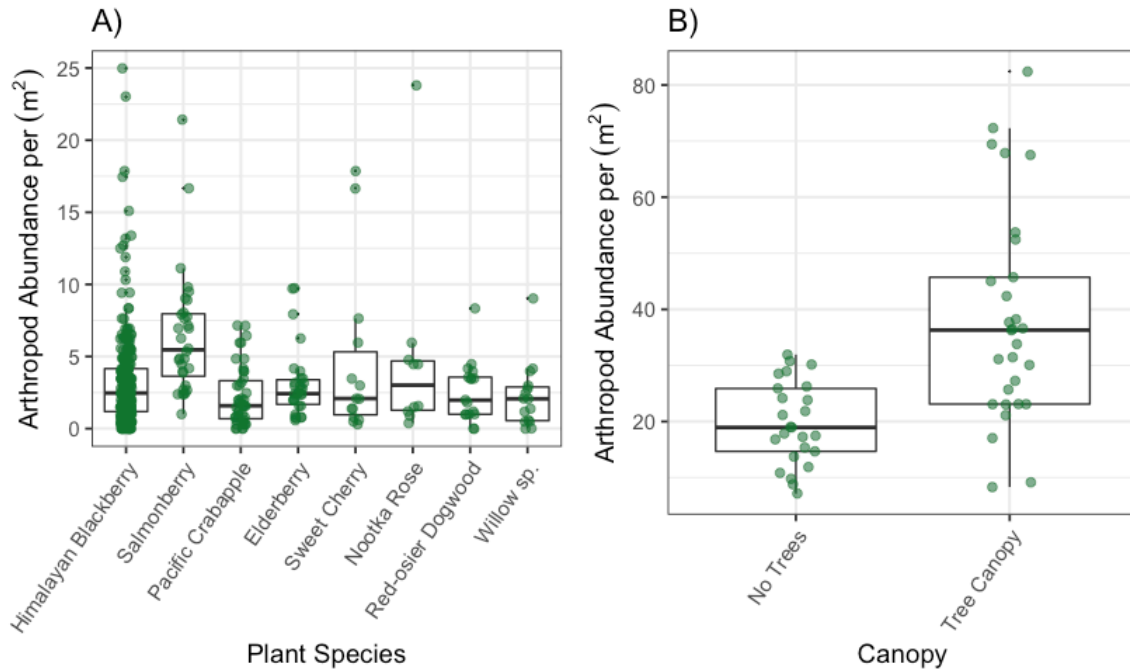 A)
Arthropod Abundance per (m²)
25
20
15
10
5
0
Himalayan Blackberry
Salmonberry
Pacific Crabapple
Elderberry
Sweet Cherry
Nootka Rose
Red-osier Dogwood
Willow sp.
Plant Species
B)
Arthropod Abundance per (m²)
80
60
40
20
No Trees
Tree Canopy
Canopy